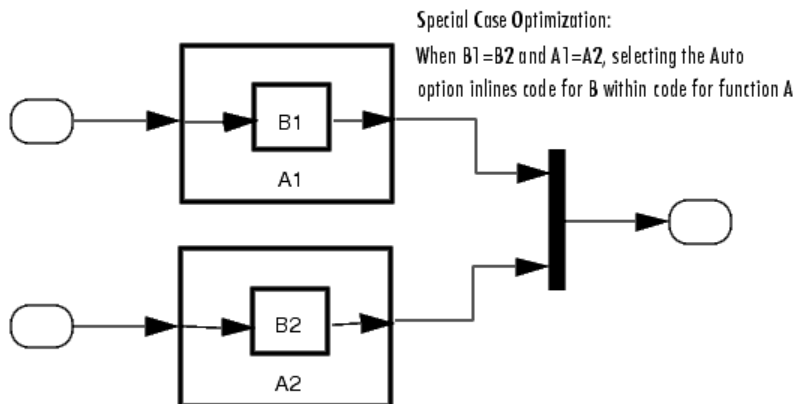 Special Case Optimization:
When B1=B2 and A1=A2, selecting the Auto
option inlines code for B within code for function A
B1
A1
B2
A2